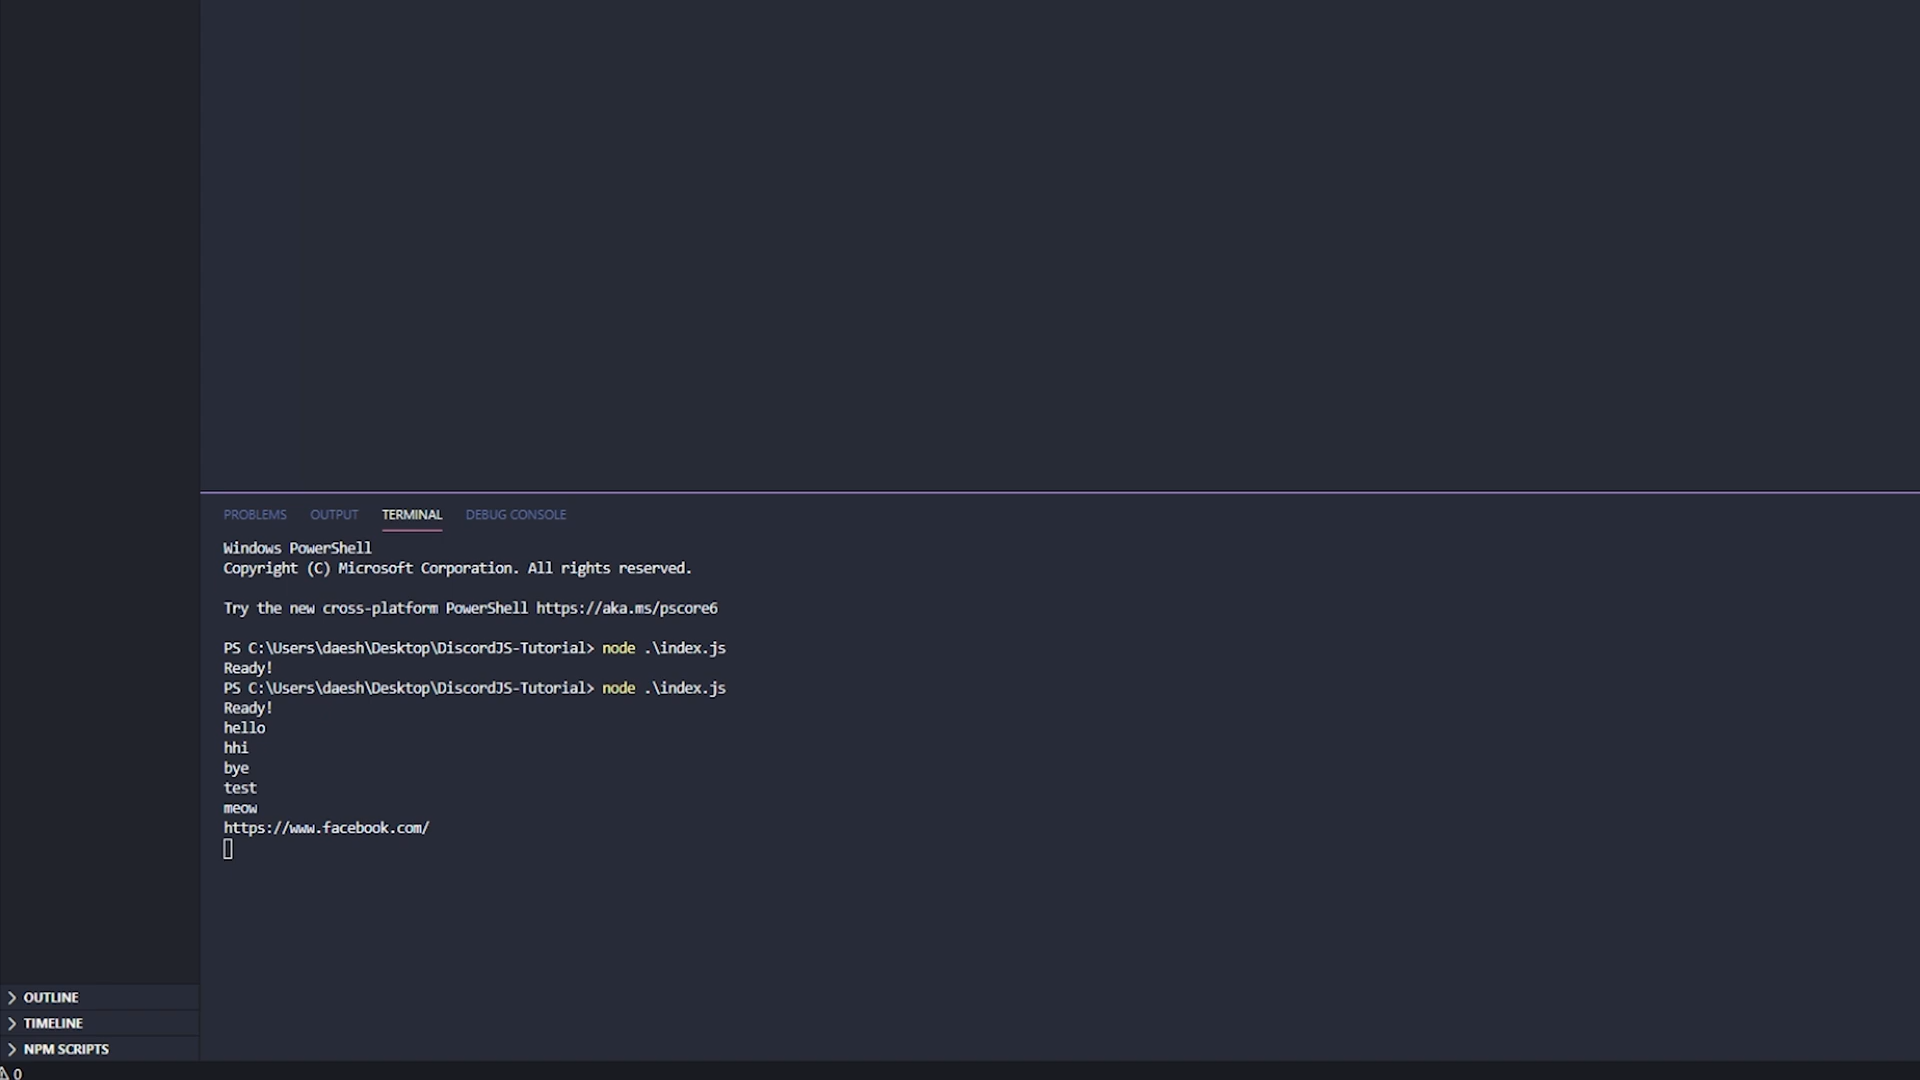 PROBLEMS OUTPUT TERMINAL DEBUG CONSOLE
Windows PowerShell
Copyright (C) Microsoft Corporation. All rights reserved.
Try the new cross-platform PowerShell https://aka.ms/pscore6
PS C:\Users\daesh\Desktop\DiscordJS-Tutorial> node .\index.js
Ready!
PS C:\Users\daesh\Desktop\DiscordJS-Tutorial> node .\index.js
Ready!
hello
hhi
bye
test
meow
https://www.facebook.com/
OUTLINE
TIMELINE
NPM SCRIPTS
0